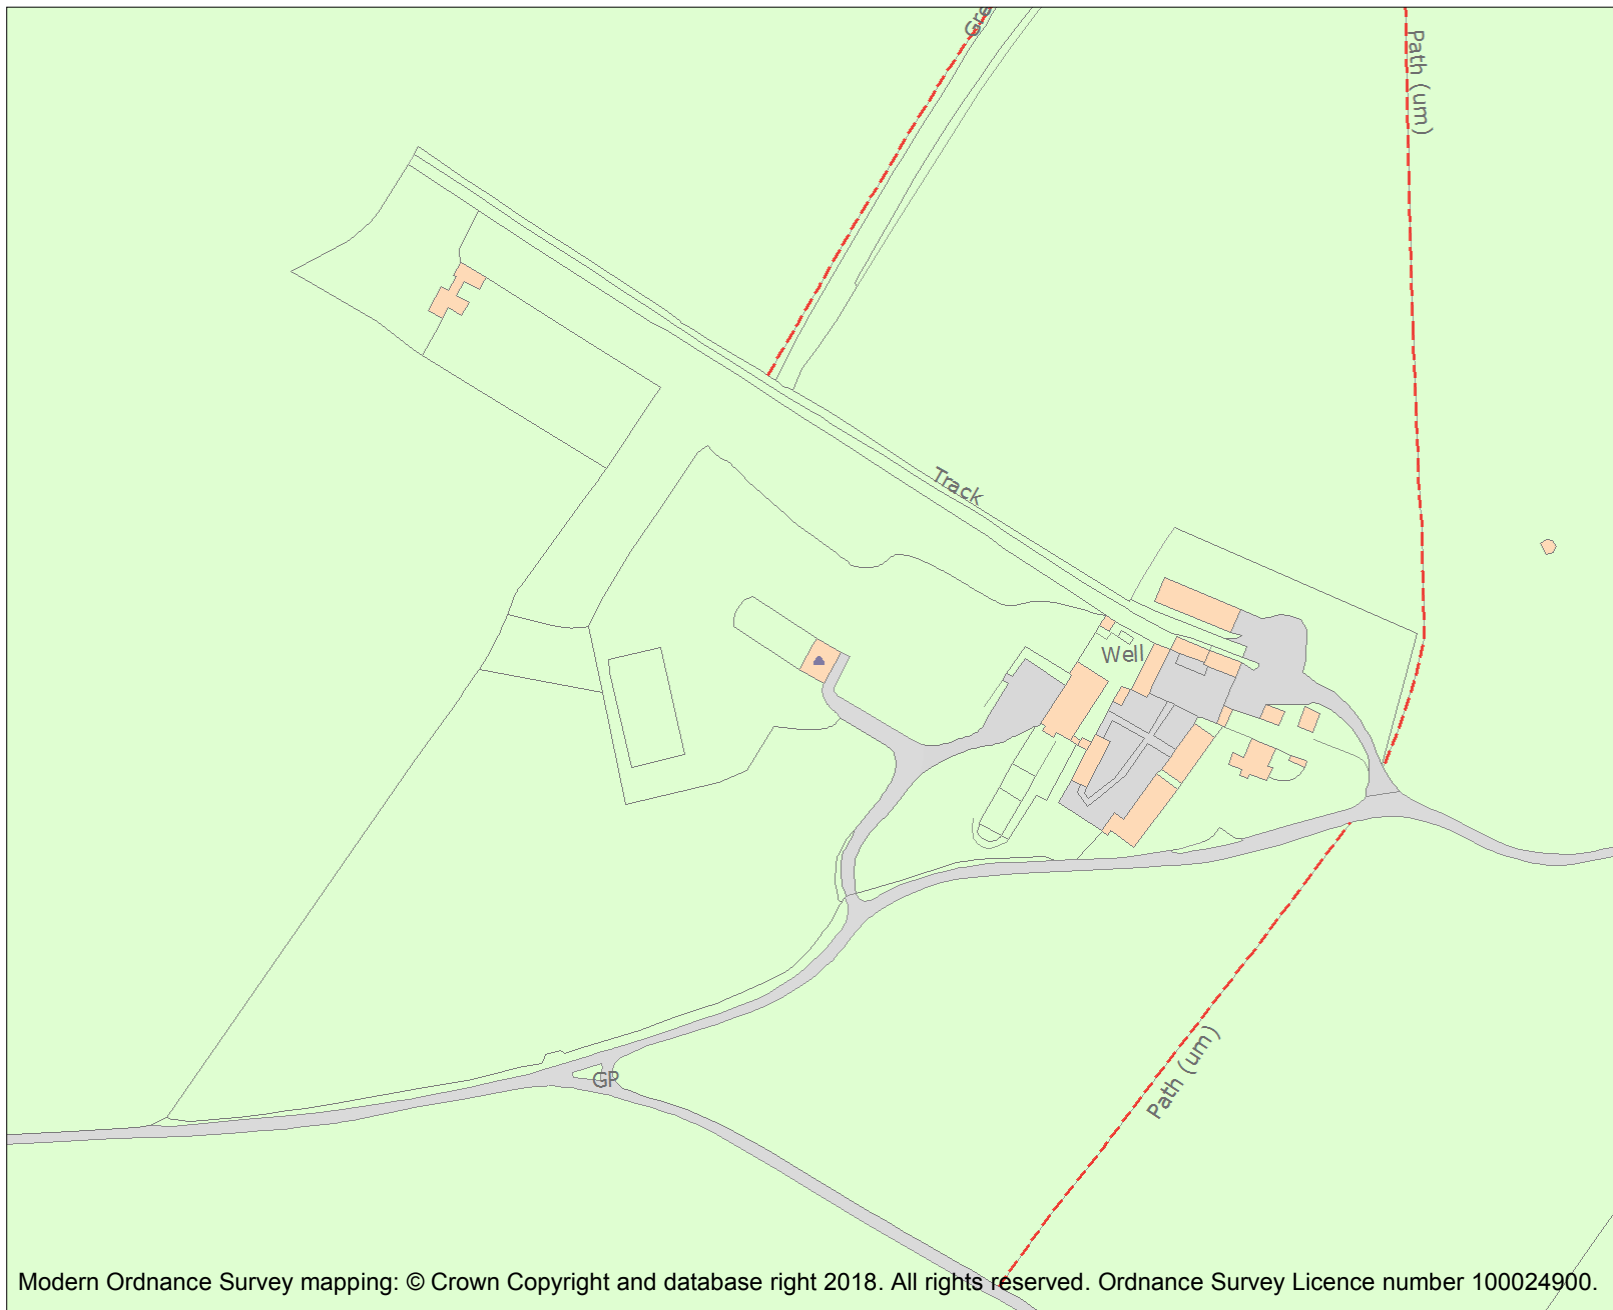 Gre
Path (um)
Track
Well
Path (um)
GP
Modern Ordnance Survey mapping: © Crown Copyright and database right 2018. All rights reserved. Ordnance Survey Licence number 100024900.